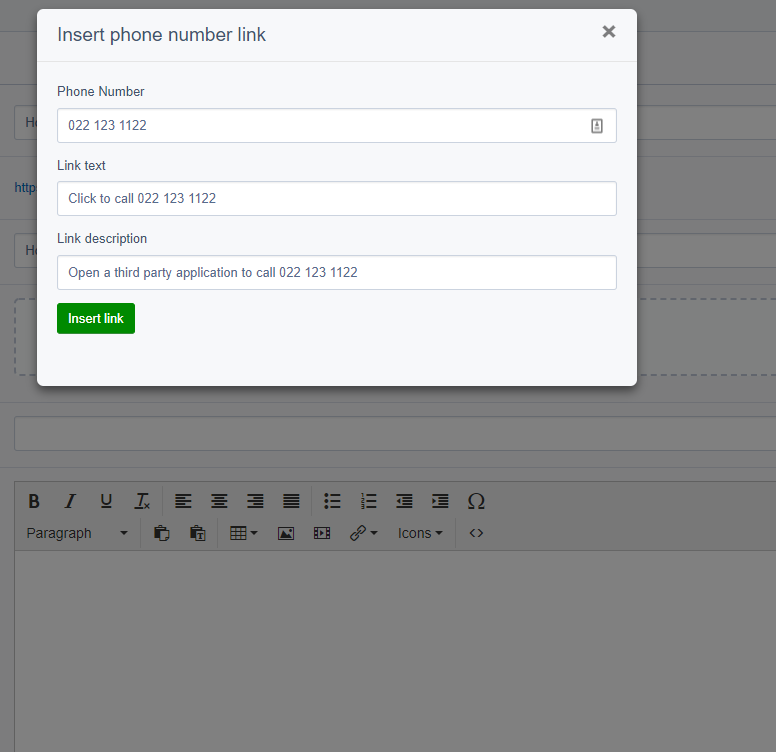 Insert phone number link
Phone Number
022 123 1122
Link text
Click to call 022 123 1122
Link description
Open a third party application to call 022 123 1122
Insert link
http
B I U
Paragraph
Icons